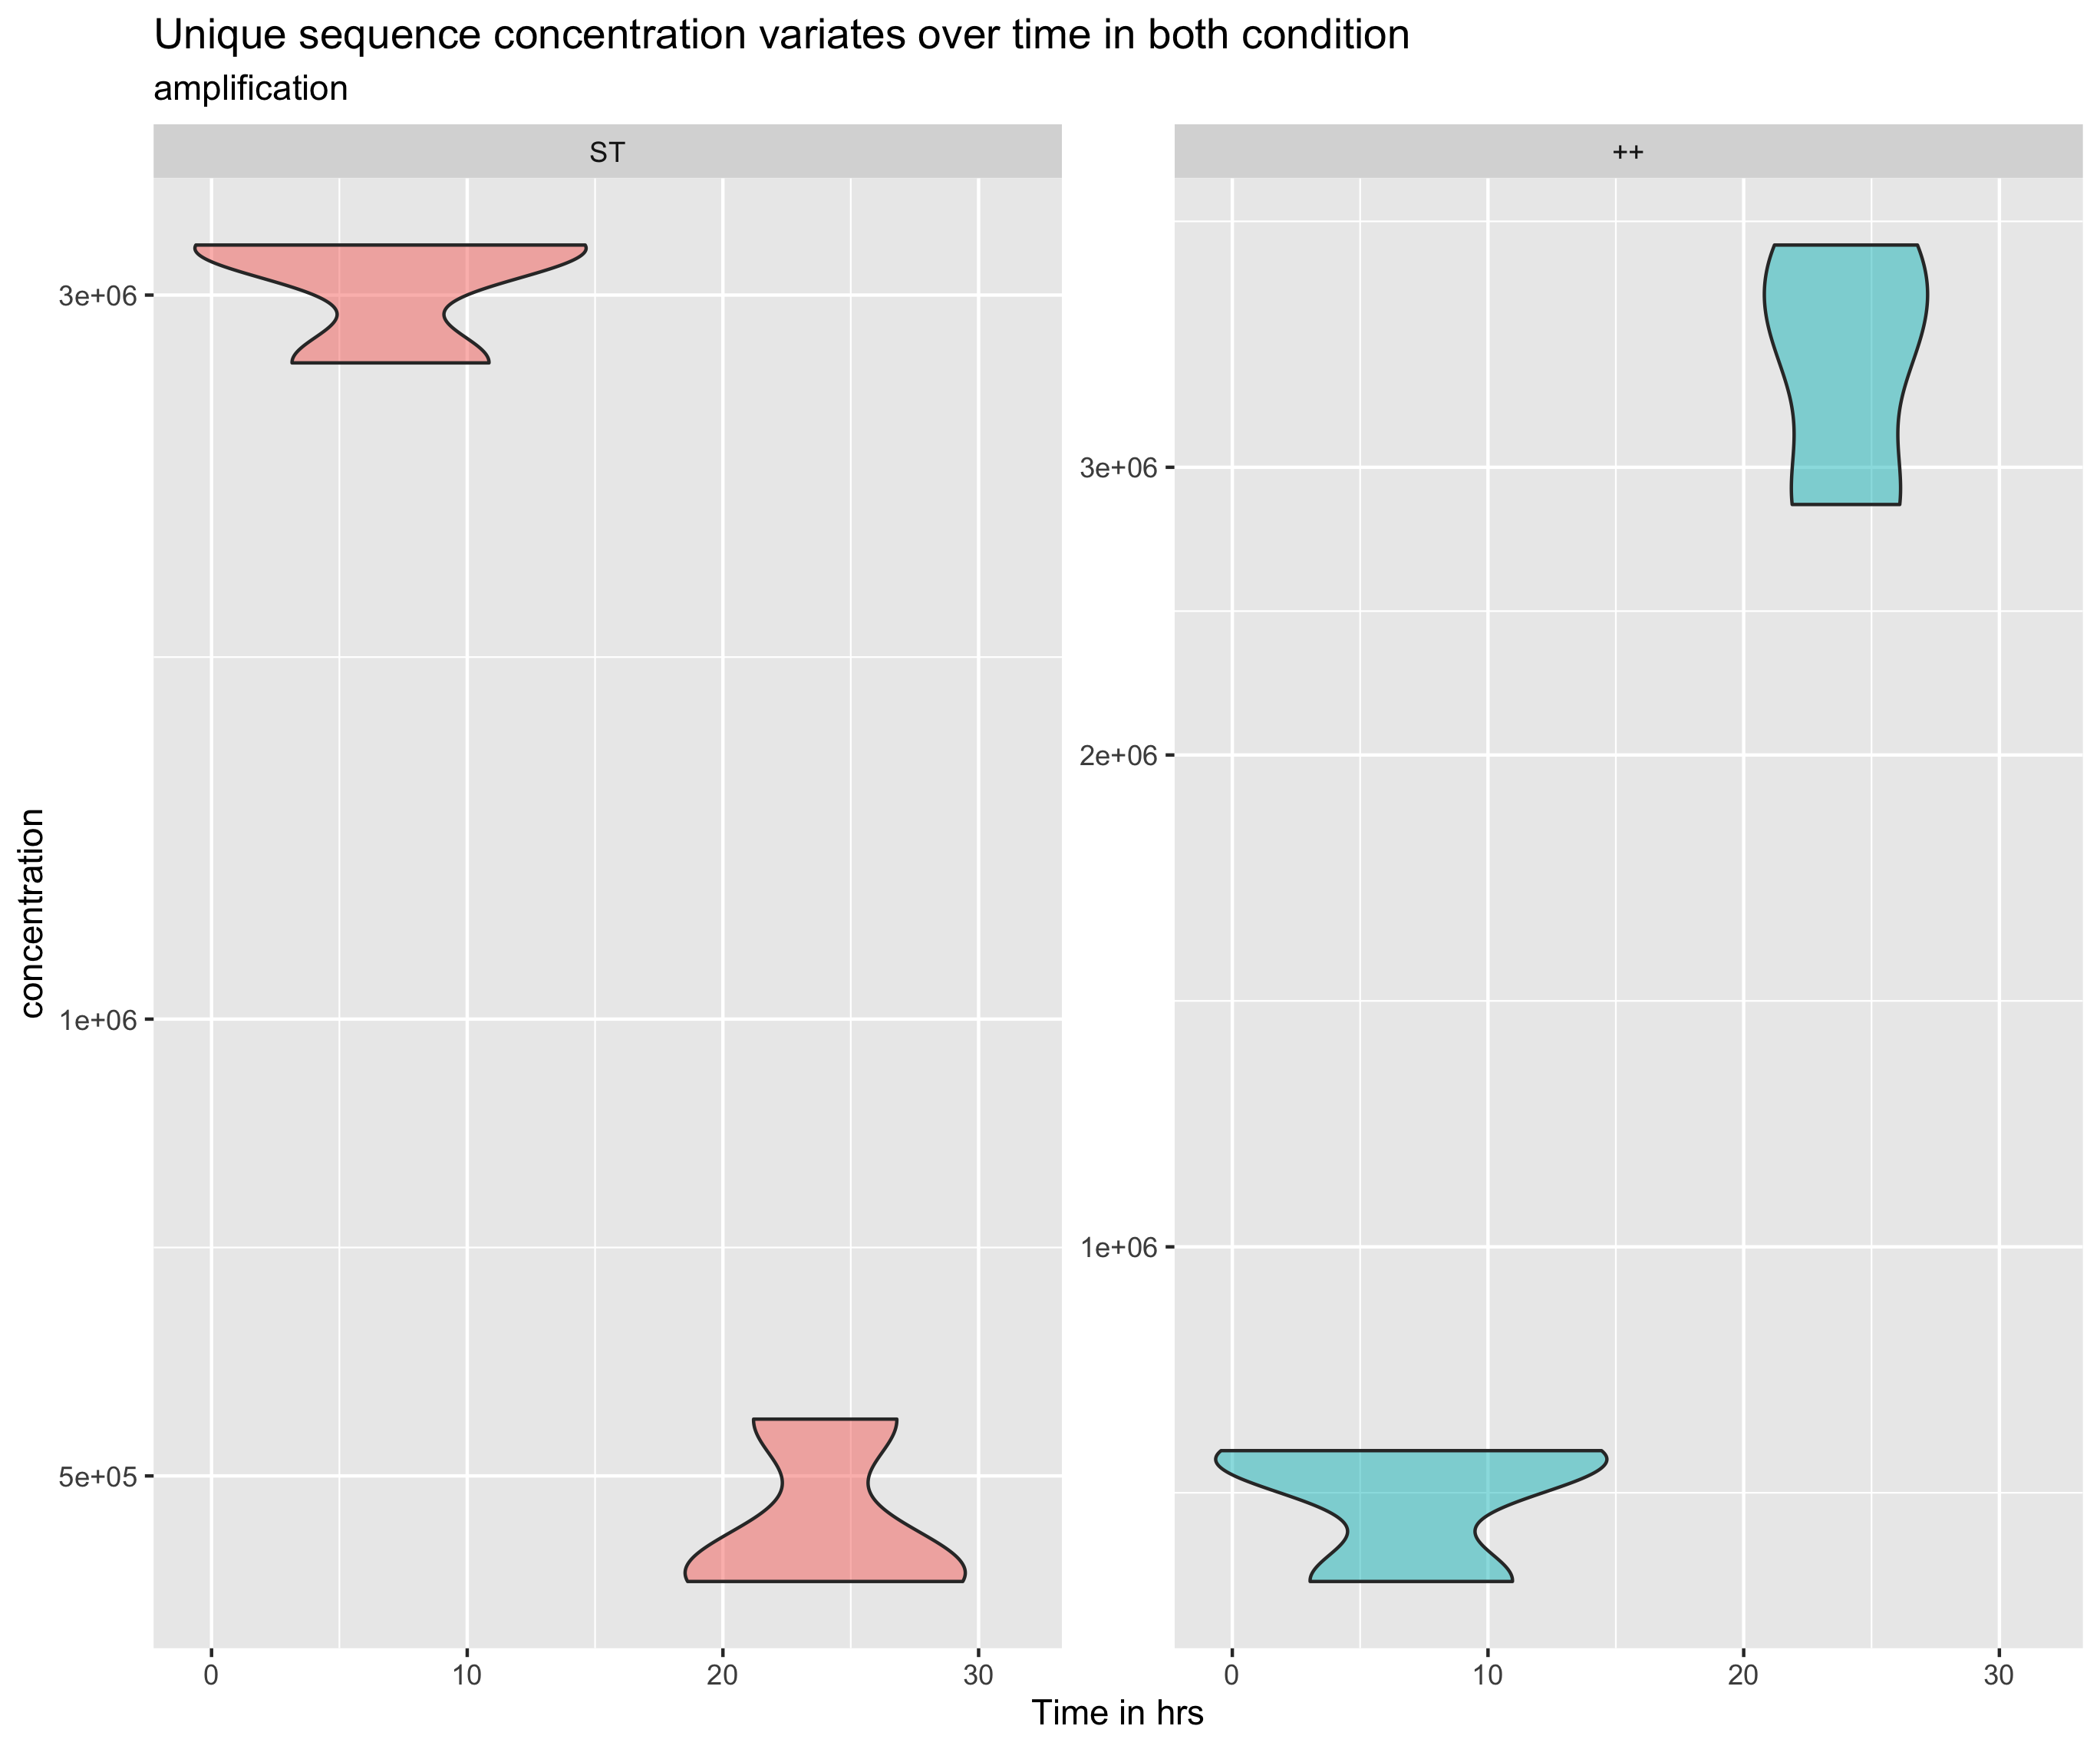 Unique sequence concentration variates over time in both condition
amplification
ST
++
3e+06
1e+06
5e+05
3e+06
2e+06
1e+06
concentration
0 10 20 30
0 10 20 30
Time in hrs